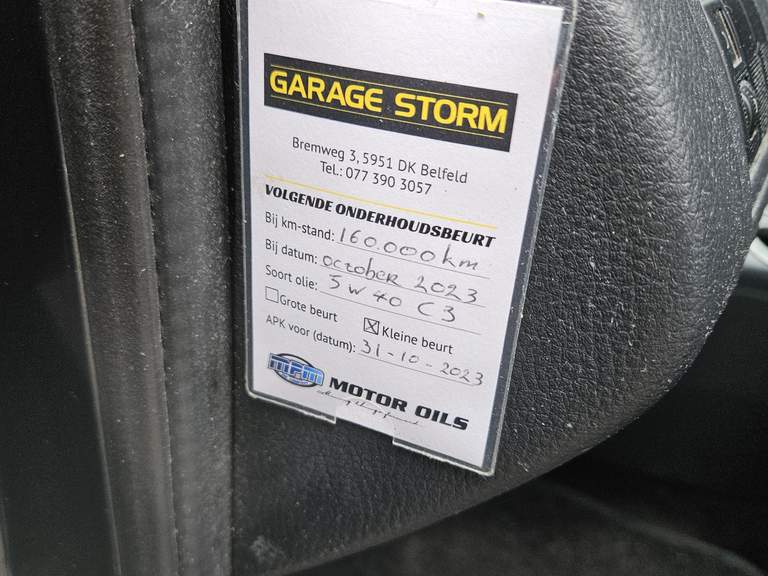 GARAGE STORM
Bremweg 3, 5951 DK Belfeld
Tel.: 077 390 3057
VOLGENDE ONDERHOUDSBEURT
Bij km-stand: 160.000 km
Bij datum: october 2023
Soort olie: 5W40 C3
Grote beurt Kleine beurt
APK voor (datum): 31-10-2023
MPM MOTOR OILS